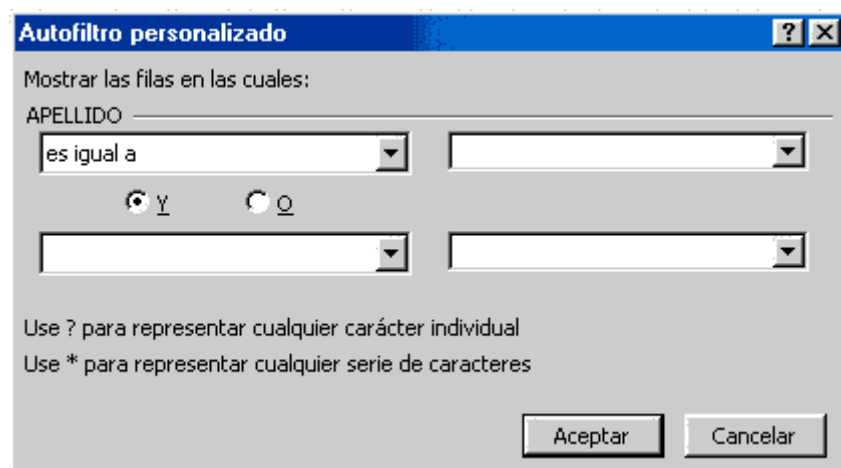 Autofiltro personalizado
Mostrar las filas en las cuales:
APELLIDO
es igual a
Y O
Use ? para representar cualquier carácter individual
Use * para representar cualquier serie de caracteres
Aceptar Cancelar